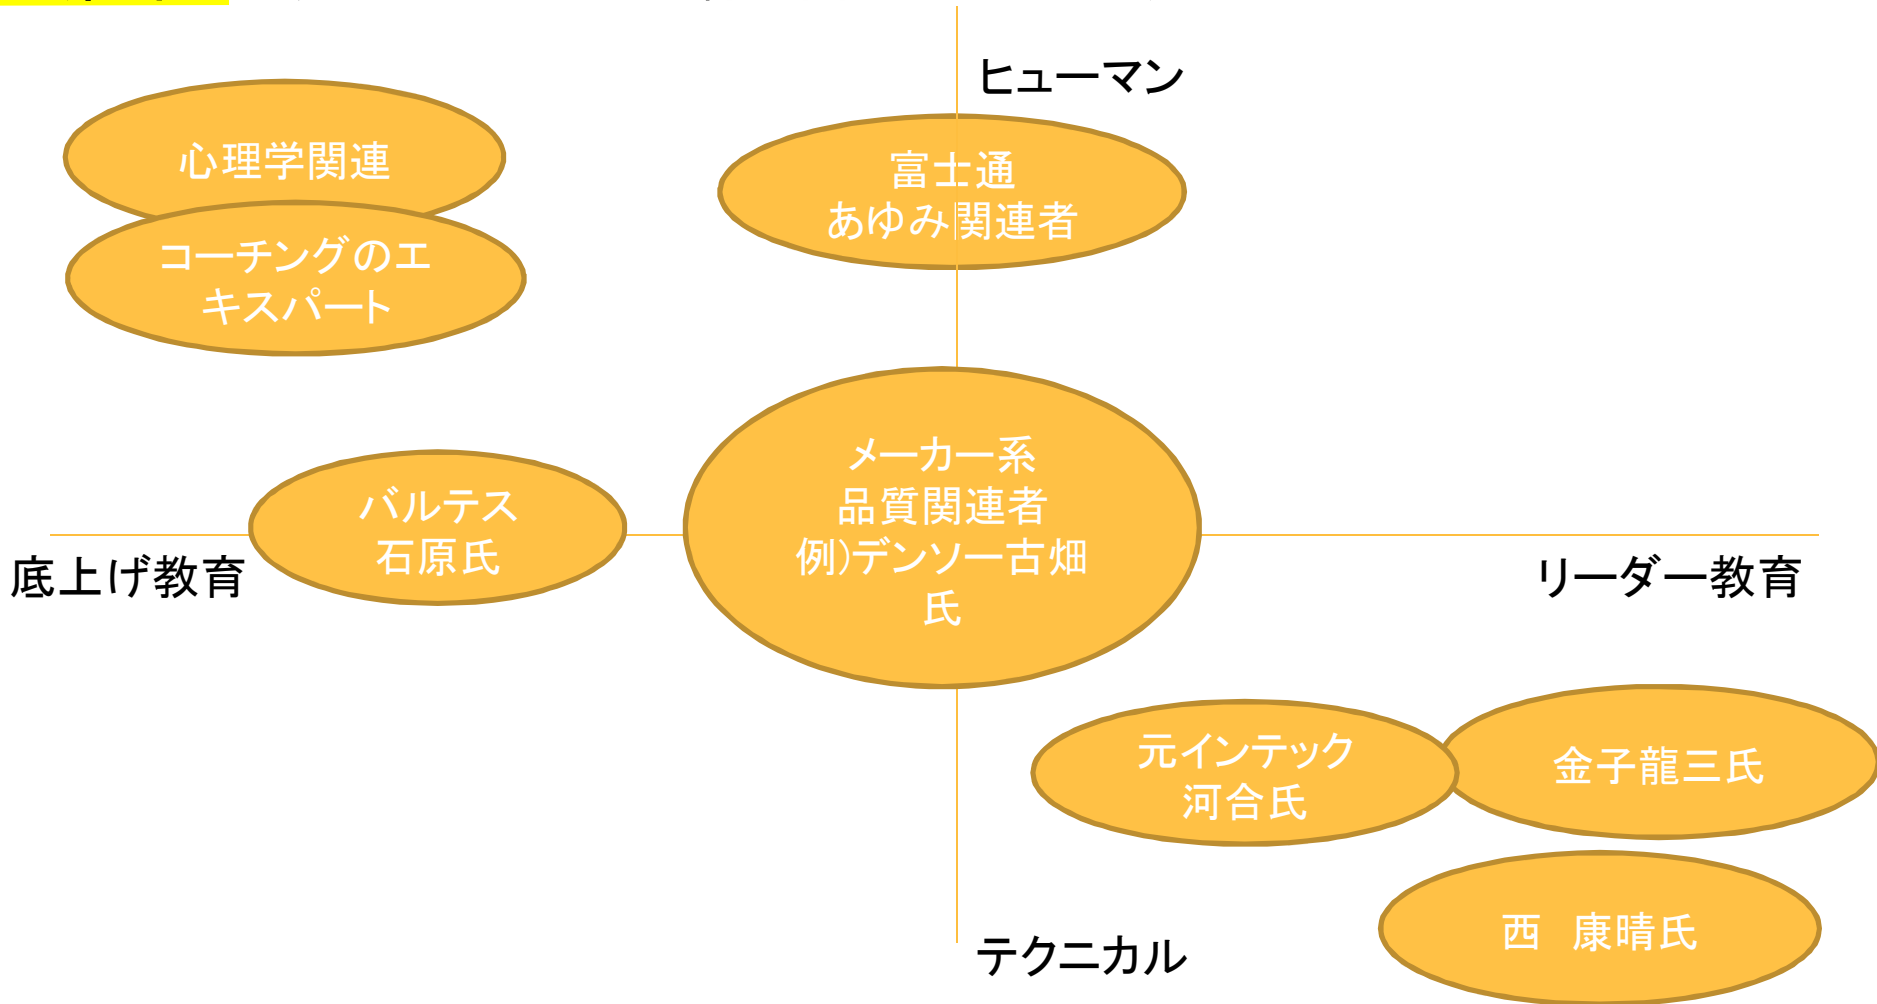 ヒューマン
心理学関連
富士通
あゆみ関連者
コーチングのエ
キスパート
メーカー系
品質関連者
例)デンソー古畑
氏
バルテス
石原氏
底上げ教育
リーダー教育
元インテック
河合氏
金子龍三氏
西　康晴氏
テクニカル